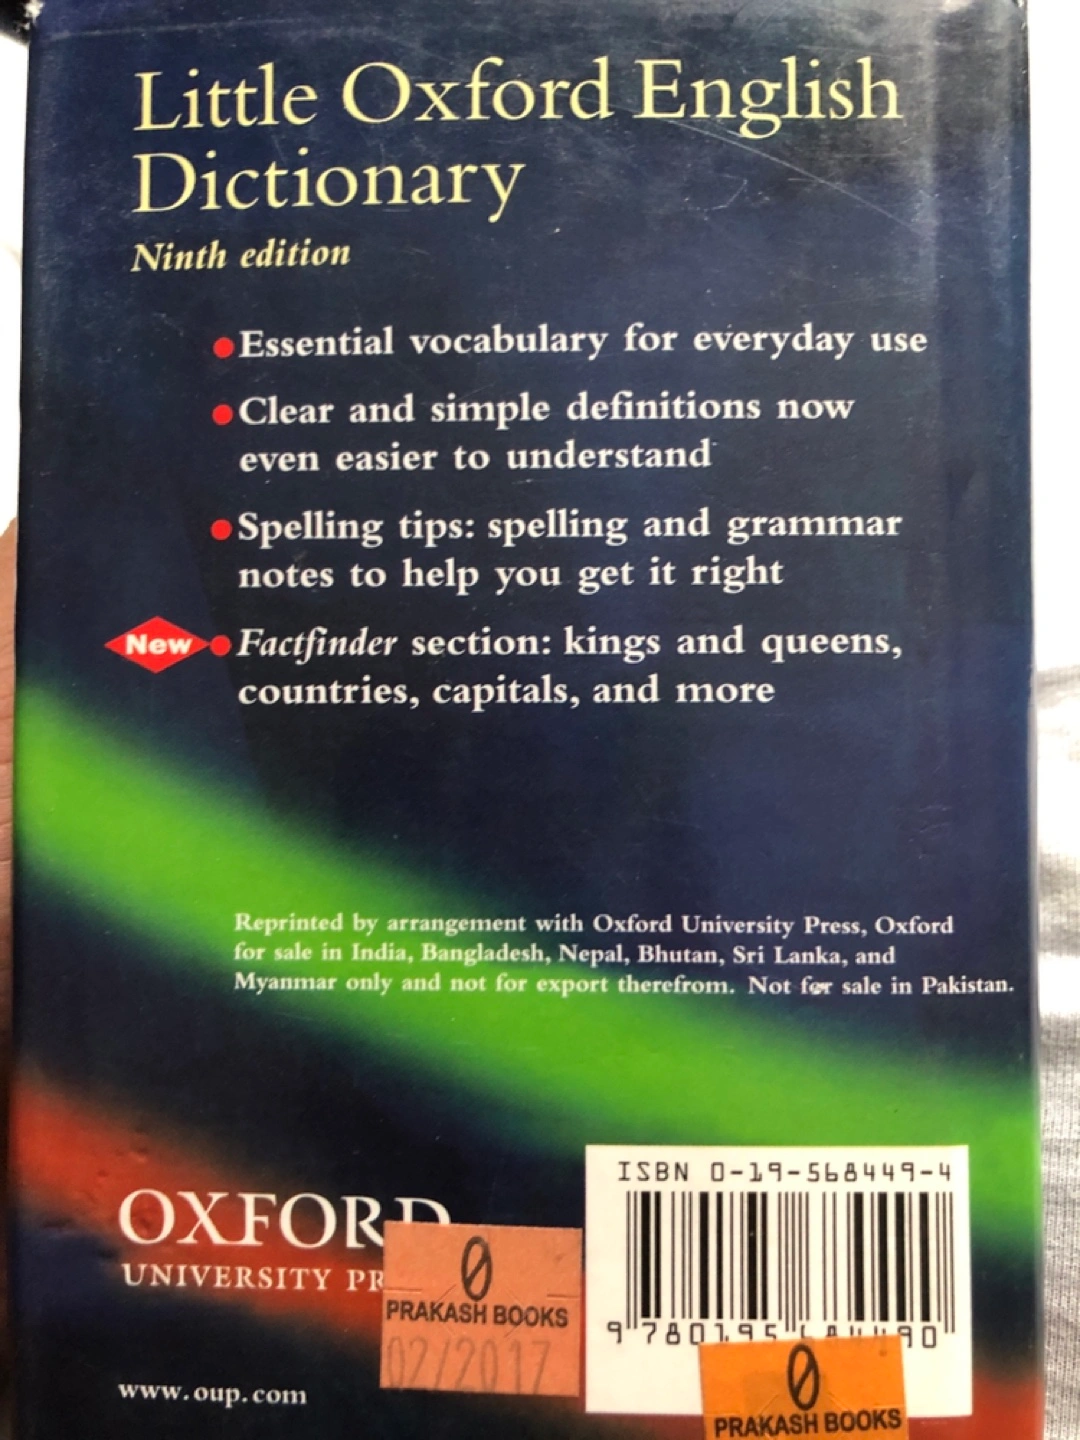 Little Oxford English
Dictionary
Ninth edition
Essential vocabulary for everyday use
Clear and simple definitions now
even easier to understand
Spelling tips: spelling and grammar
notes to help you get it right
New Factfinder section: kings and queens,
countries, capitals, and more
Reprinted by arrangement with Oxford University Press, Oxford
for sale in India, Bangladesh, Nepal, Bhutan, Sri Lanka, and
Myanmar only and not for export therefrom. Not for sale in Pakistan.
OXFORD
UNIVERSITY PR
www.oup.com
PRAKASH BOOKS
02/2017
ISBN 0-19-568449-4
9 780195 684490
PRAKASH BOOKS